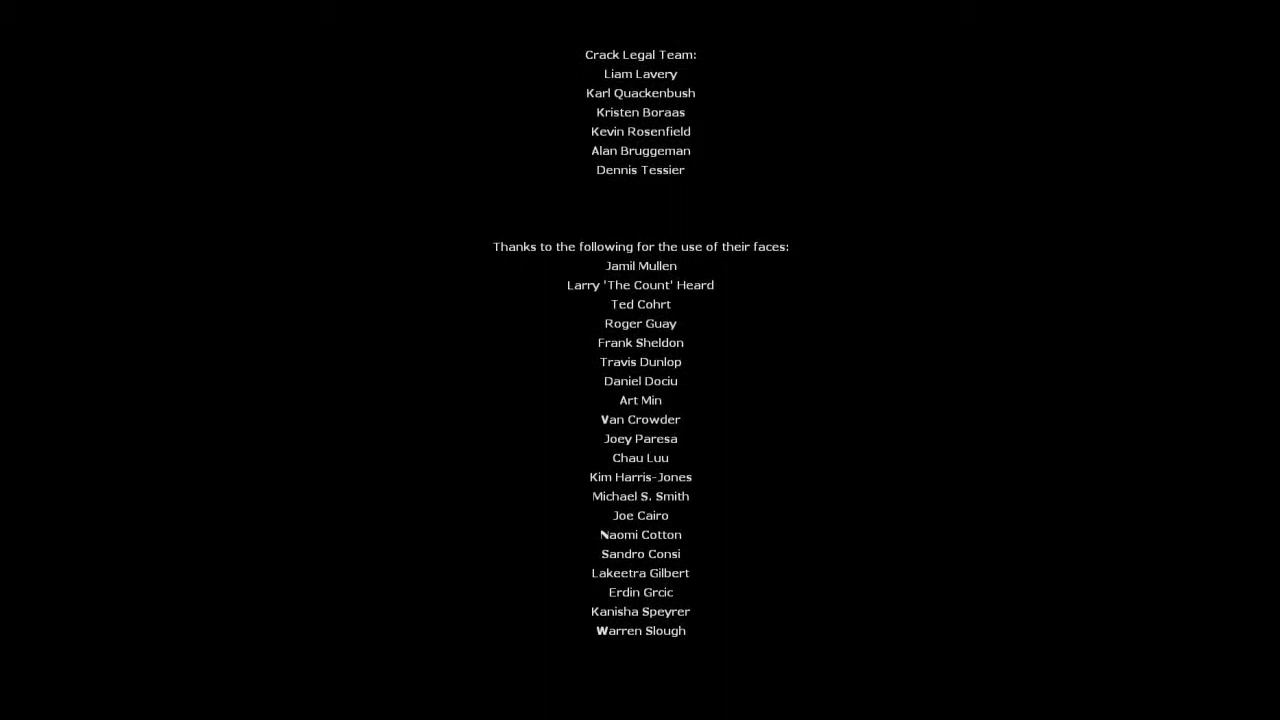 Crack Legal Team:
Liam Lavery
Karl Quackenbush
Kristen Boraas
Kevin Rosenfield
Alan Bruggeman
Dennis Tessier
Thanks to the following for the use of their faces:
Jamil Mullen
Larry 'The Count' Heard
Ted Cohrt
Roger Guay
Frank Sheldon
Travis Dunlop
Daniel Dociu
Art Min
Van Crowder
Joey Paresa
Chau Luu
Kim Harris-Jones
Michael S. Smith
Joe Cairo
Naomi Cotton
Sandro Consi
Lakeetra Gilbert
Erdin Grcic
Kanisha Speyrer
Warren Slough